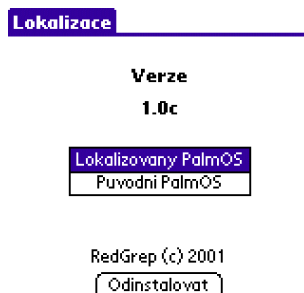 Lokalizace
Verze
1.0c
Lokalizovany PalmOS
Puvodni PalmOS
RedGrep (c) 2001
Odinstalovat